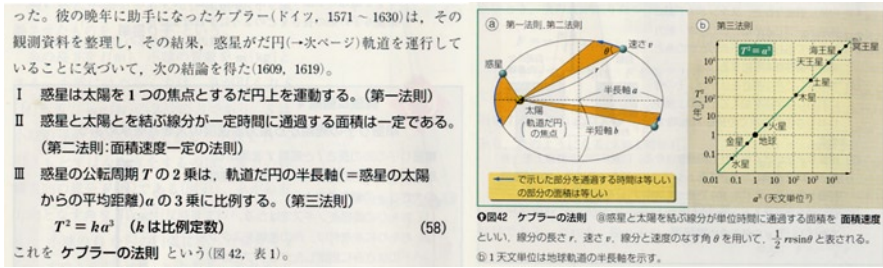 った。彼の晩年に助手になったケプラー(ドイツ, 1571 ~ 1630)は, その
観測資料を整理し, その結果, 惑星がだ円(→次ページ)軌道を運行して
いることに気づいて, 次の結論を得た(1609, 1619)。
Ⅰ 惑星は太陽を1つの焦点とするだ円上を運動する。(第一法則)
Ⅱ 惑星と太陽とを結ぶ線分が一定時間に通過する面積は一定である。
(第二法則:面積速度一定の法則)
Ⅲ 惑星の公転周期Tの2乗は, 軌道だ円の半長軸(=惑星の太陽
からの平均距離)aの3乗に比例する。(第三法則)
T² = ka³ (kは比例定数) (58)
これを ケプラーの法則 という(図42, 表1)。
ⓐ 第一法則, 第二法則
惑星
速さ v
θ
r
半長軸 a
太陽
(軌道だ円
の焦点)
半短軸 b
で示した部分を通過する時間は等しい
の部分の面積は等しい
ⓑ 第三法則
T² = a³
海王星
冥王星
天王星
土星
木星
火星
金星
地球
水星
T²
(年²)
10⁴
10³
10²
10
1
0.1
0.01 0.1 1 10 10² 10³ 10⁴
a³ (天文単位³)
図42 ケプラーの法則 ⓐ惑星と太陽を結ぶ線分が単位時間に通過する面積を 面積速度
といい, 線分の長さ r, 速さ v, 線分と速度のなす角 θ を用いて, 1/2 rv sinθ と表される。
ⓑ 1天文単位は地球軌道の半長軸を示す。